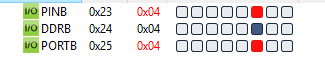 I/O PINB 0x23 0x04
I/O DDRB 0x24 0x04
I/O PORTB 0x25 0x04